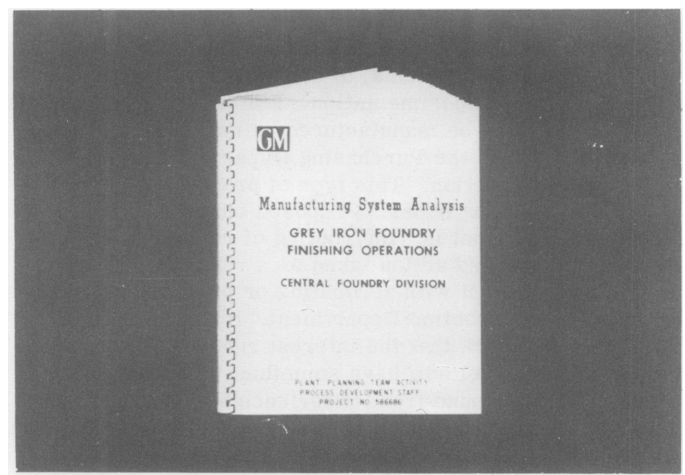 GM
Manufacturing System Analysis
GREY IRON FOUNDRY
FINISHING OPERATIONS
CENTRAL FOUNDRY DIVISION
PLANT PLANNING TEAM ACTIVITY
PROCESS DEVELOPMENT STAFF
PROJECT NO 586686